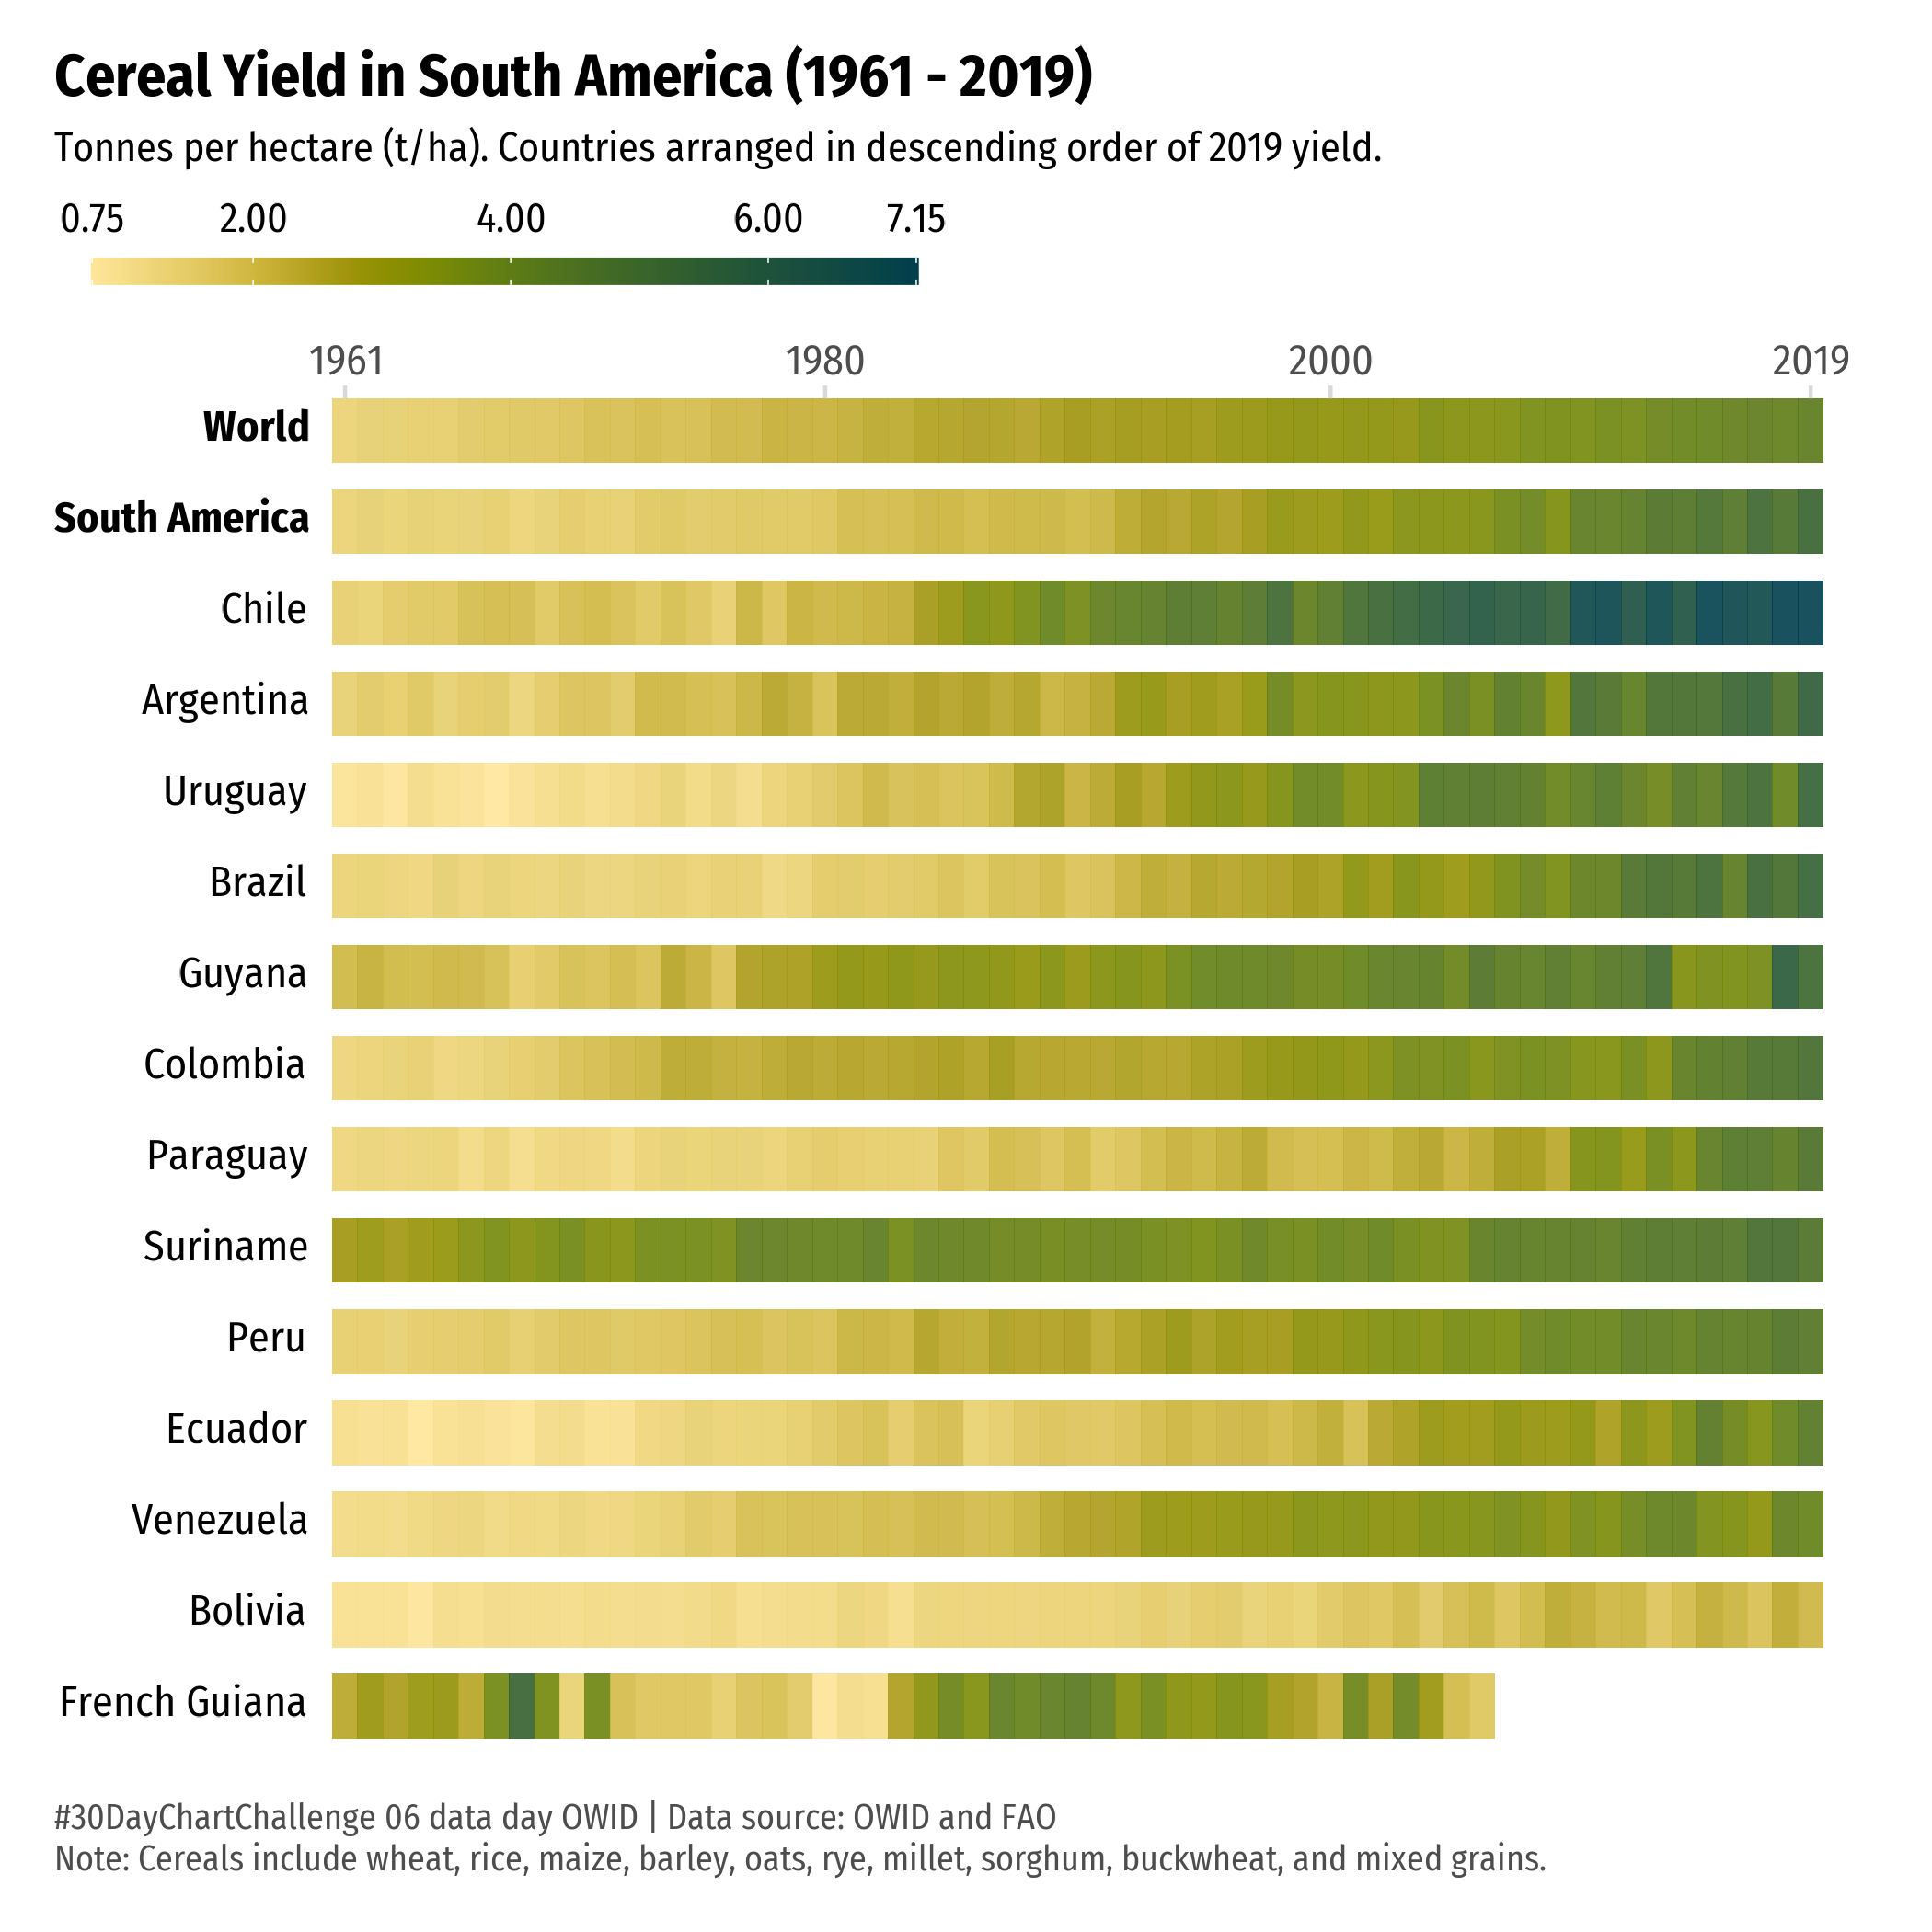 Cereal Yield in South America (1961 - 2019)
Tonnes per hectare (t/ha). Countries arranged in descending order of 2019 yield.
0.75 2.00 4.00 6.00 7.15
1961 1980 2000 2019
World
South America
Chile
Argentina
Uruguay
Brazil
Guyana
Colombia
Paraguay
Suriname
Peru
Ecuador
Venezuela
Bolivia
French Guiana
#30DayChartChallenge 06 data day OWID | Data source: OWID and FAO
Note: Cereals include wheat, rice, maize, barley, oats, rye, millet, sorghum, buckwheat, and mixed grains.